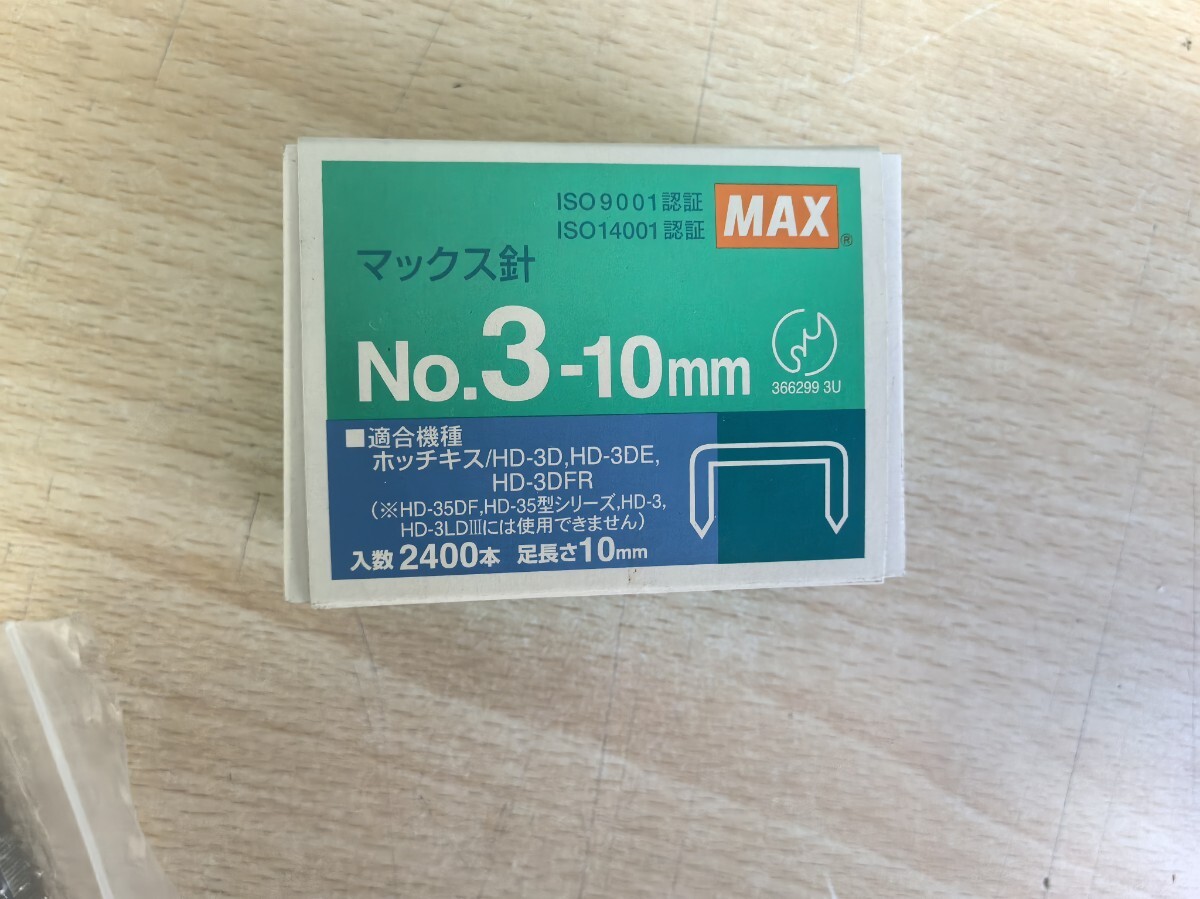 ISO9001認証
ISO14001認証
MAX®
マックス針
No.3-10mm
366299 3U
■適合機種
ホッチキス/HD-3D,HD-3DE,
HD-3DFR
(※HD-35DF,HD-35型シリーズ,HD-3,
HD-3LDⅢには使用できません)
入数2400本 足長さ10mm